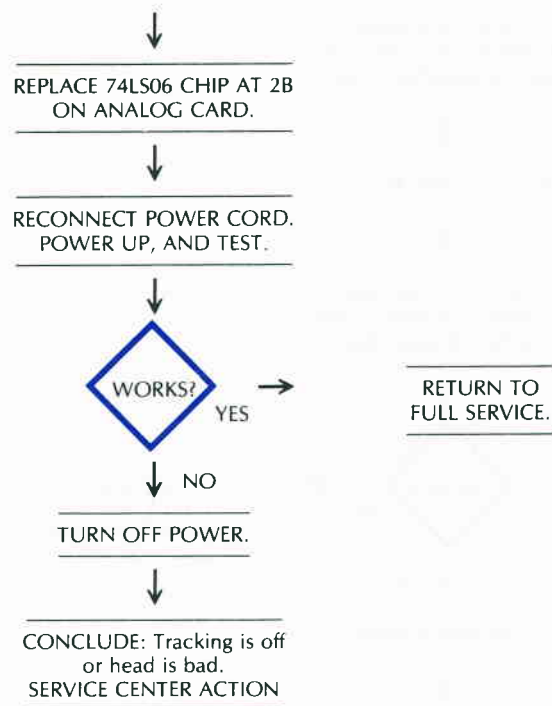 REPLACE 74LS06 CHIP AT 2B
ON ANALOG CARD.
RECONNECT POWER CORD.
POWER UP, AND TEST.
WORKS?
YES
RETURN TO
FULL SERVICE.
NO
TURN OFF POWER.
CONCLUDE: Tracking is off
or head is bad.
SERVICE CENTER ACTION